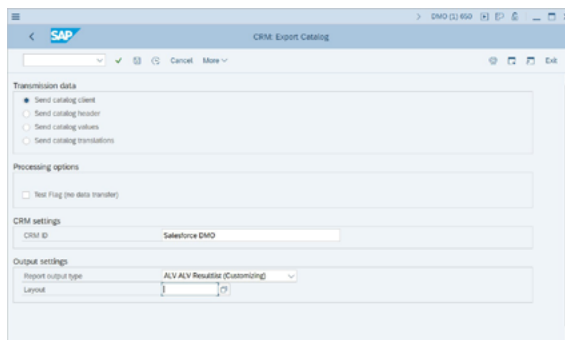 DMO (1) 650
SAP
CRM: Export Catalog
Cancel More
Exit
Transmission data
Send catalog client
Send catalog header
Send catalog values
Send catalog translations
Processing options
Test Flag (no data transfer)
CRM settings
CRM ID Salesforce DMO
Output settings
Report output type ALV ALV Resultlist (Customizing)
Layout